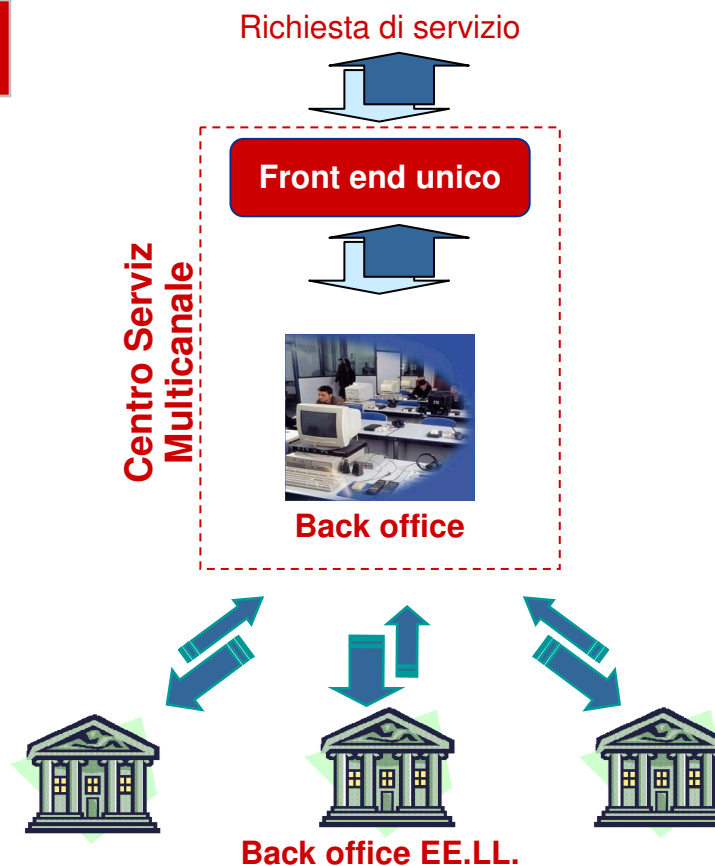 Richiesta di servizio
Front end unico
Centro Serviz
Multicanale
Back office
Back office EE.LL.